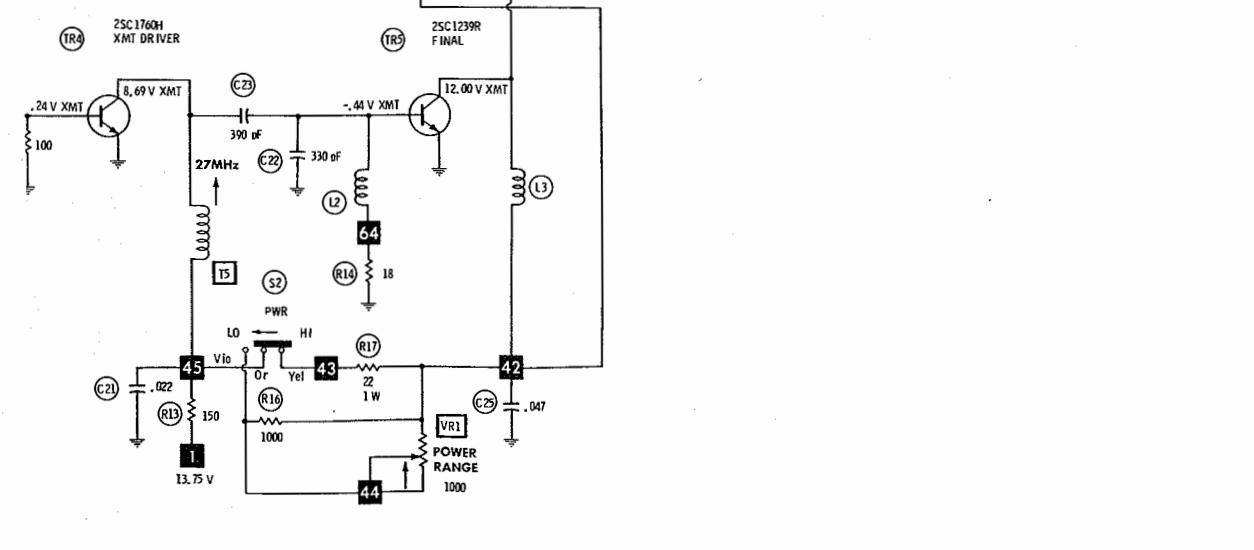 TR4
2SC1760H
XMT DRIVER
TR5
2SC1239R
FINAL
8.69 V XMT
C23
12.00 V XMT
.24 V XMT
-.44 V XMT
390 pF
100
C22
330 pF
27MHz
L2
L3
64
T5
S2
R14
18
PWR
LO
HI
R17
45
Vio
Or
Yel
43
42
22
1 W
C21
.022
R16
C25
.047
R13
150
1000
VR1
1
POWER
RANGE
13.75 V
44
1000